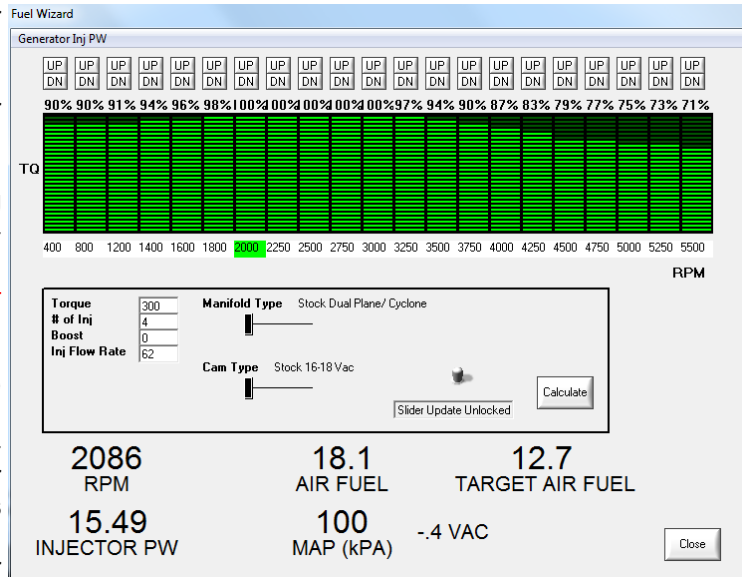 Fuel Wizard
Generator Inj PW
UP UP UP UP UP UP UP UP UP UP UP UP UP UP UP UP UP UP UP UP UP
DN DN DN DN DN DN DN DN DN DN DN DN DN DN DN DN DN DN DN DN DN
90% 90% 91% 94% 96% 98% 100% 100% 100% 100% 100% 97% 94% 90% 87% 83% 79% 77% 75% 73% 71%
TQ
400 800 1200 1400 1600 1800 2000 2250 2500 2750 3000 3250 3500 3750 4000 4250 4500 4750 5000 5250 5500
RPM
Torque 300 Manifold Type Stock Dual Plane/ Cyclone
# of Inj 4
Boost 0
Inj Flow Rate 62
Cam Type Stock 16-18 Vac
Calculate
Slider Update Unlocked
2086 18.1 12.7
RPM AIR FUEL TARGET AIR FUEL
15.49 100 -.4 VAC
INJECTOR PW MAP (kPA)
Close